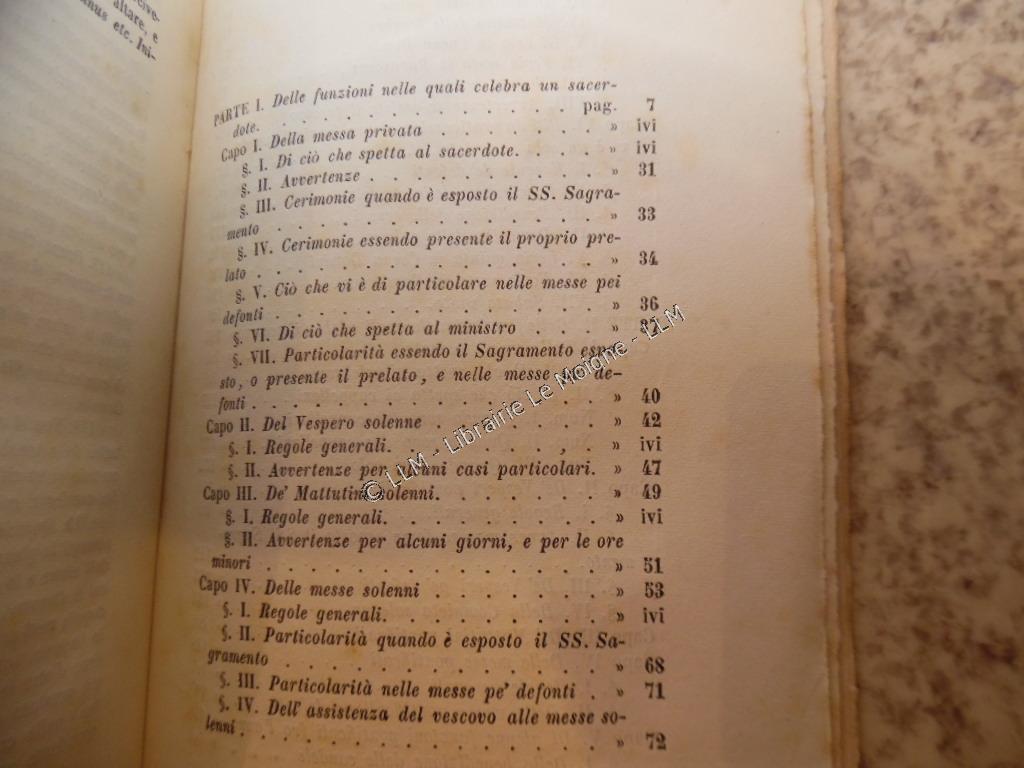 altare, e
nus etc. Ini-
PARTE I. Delle funzioni nelle quali celebra un sacer-
dote. . . . . . . . . . . . . pag. 7
Capo I. Della messa privata . . . . . . . » ivi
§. I. Di ciò che spetta al sacerdote. . . . . » ivi
§. II. Avvertenze . . . . . . . . . . » 31
§. III. Cerimonie quando è esposto il SS. Sagra-
mento . . . . . . . . . . . . . » 33
§. IV. Cerimonie essendo presente il proprio pre-
lato . . . . . . . . . . . . . » 34
§. V. Ciò che vi è di particolare nelle messe pei
defonti . . . . . . . . . . . . . » 36
§. VI. Di ciò che spetta al ministro . . . . »
§. VII. Particolarità essendo il Sagramento espo-
sto, o presente il prelato, e nelle messe de-
fonti . . . . . . . . . . . . . » 40
Capo II. Del Vespero solenne . . . . . . . » 42
§. I. Regole generali. . . . . . , . » ivi
§. II. Avvertenze per alcuni casi particolari. » 47
Capo III. De' Mattutini solenni. . . . . . . » 49
§. I. Regole generali. . . . . . . . . » ivi
§. II. Avvertenze per alcuni giorni, e per le ore
minori . . . . . . . . . . . . . » 51
Capo IV. Delle messe solenni . . . . . . . » 53
§. I. Regole generali. . . . . . . . . » ivi
§. II. Particolarità quando è esposto il SS. Sa-
gramento . . . . . . . . . . . . . » 68
§. III. Particolarità nelle messe pe' defonti . » 71
§. IV. Dell' assistenza del vescovo alle messe so-
lenni . . . . . . . . . . . . . . » 72
© LLM - Librairie Le Moione - LLM